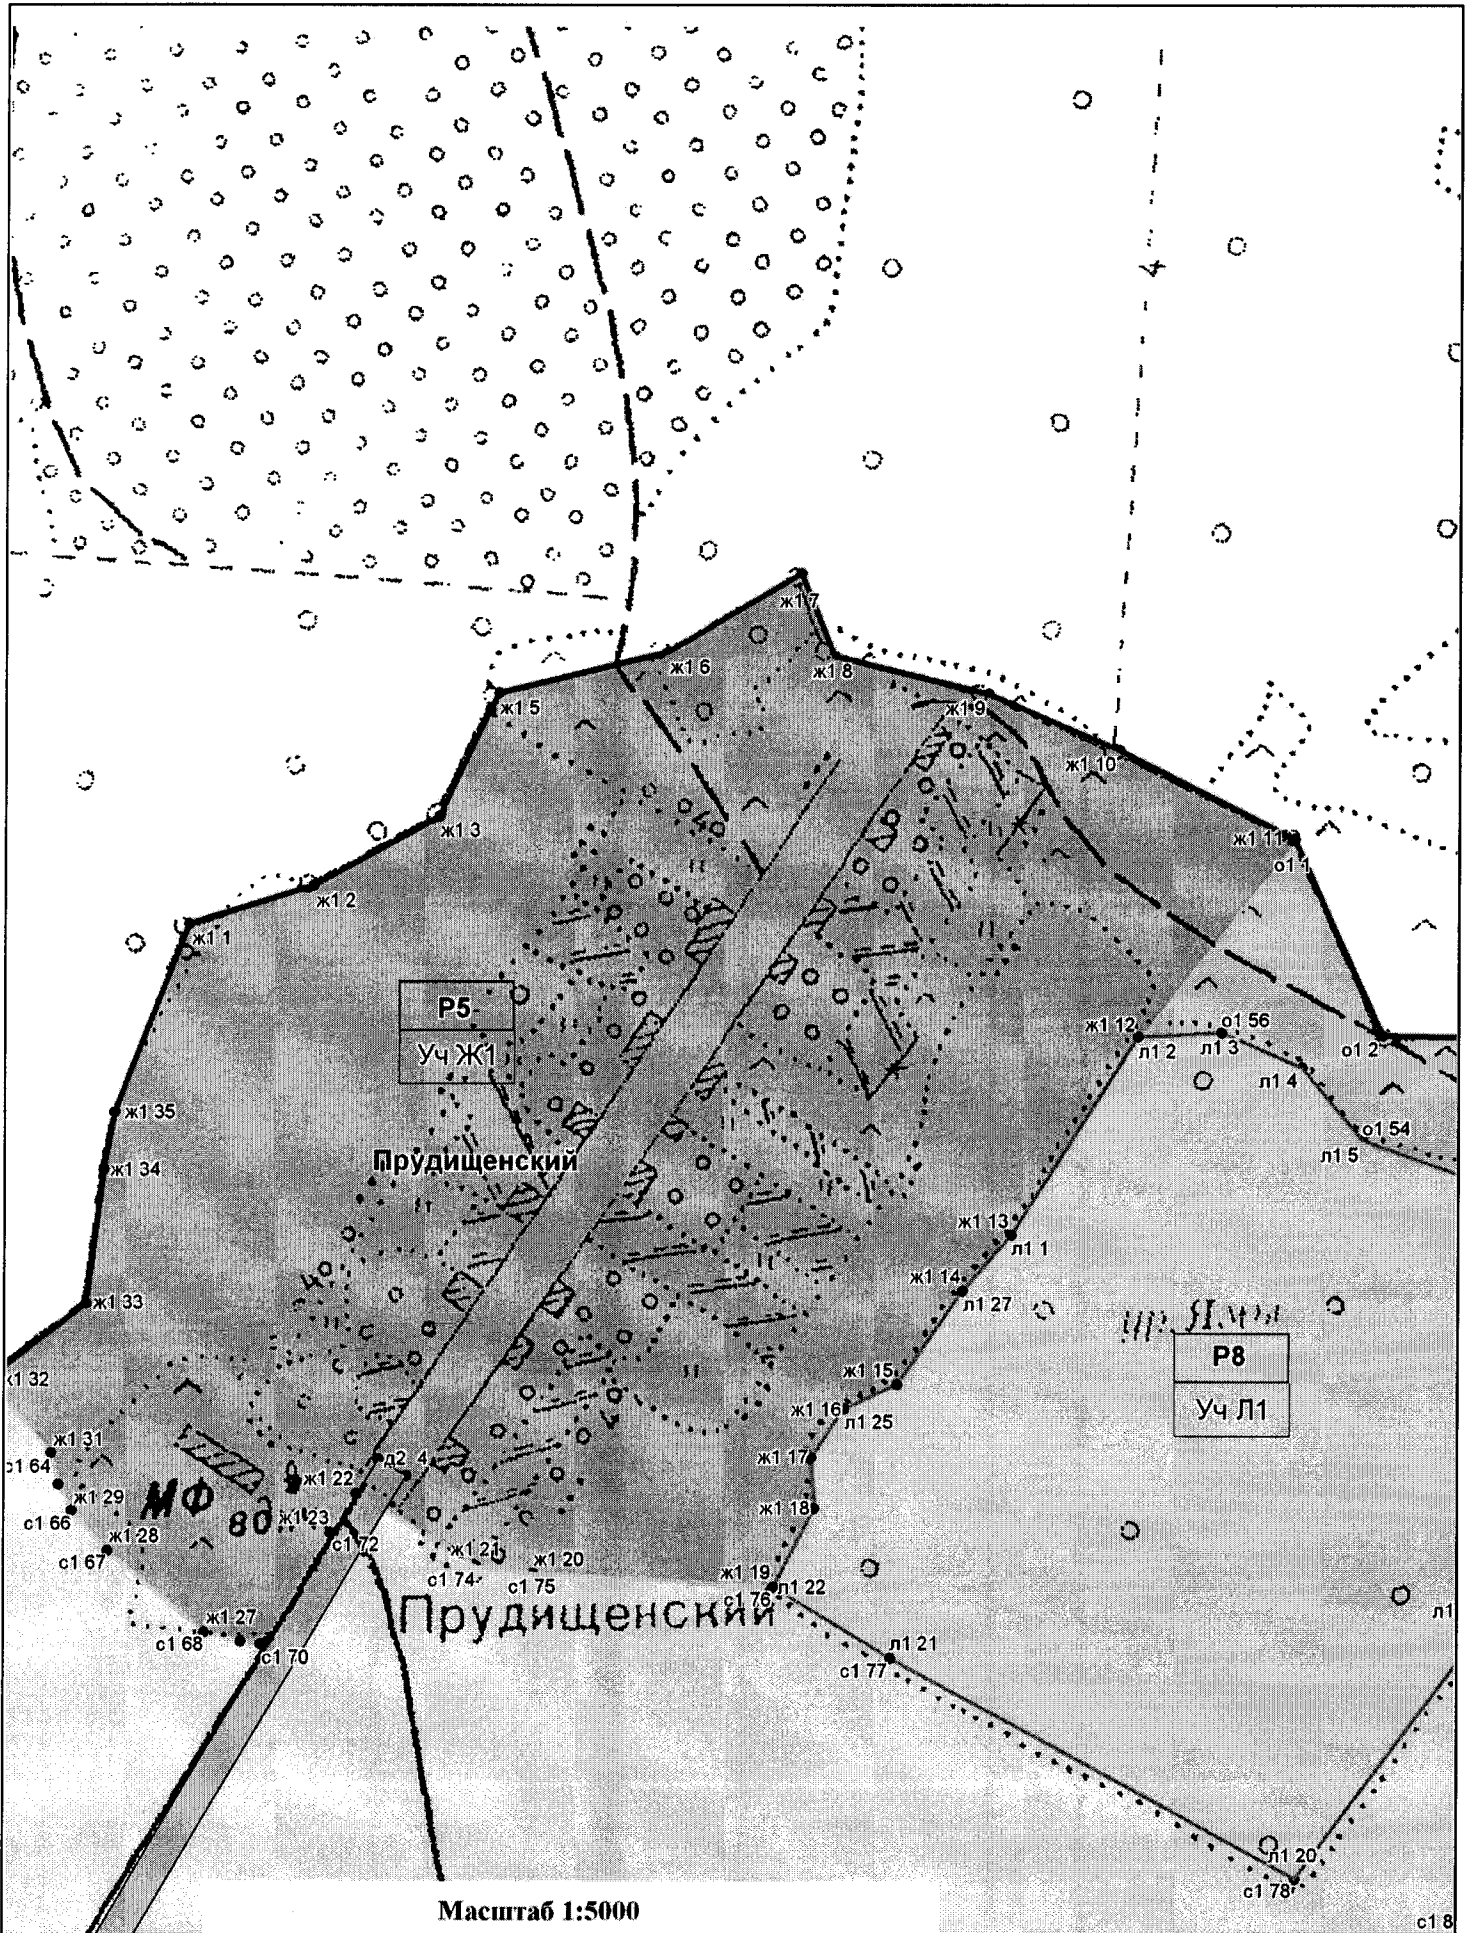 ж1 7
ж1 6
ж1 8
ж1 5
ж1 9
ж1 10
ж1 3
ж1 11
о1 1
ж1 2
ж1 1
Р5
Уч Ж1
ж1 12
о1 56
л1 2
л1 3
о1 2
л1 4
ж1 35
о1 54
л1 5
ж1 34
Прудищенский
ж1 13
л1 1
ж1 14
л1 27
ж1 33
ур.
Р8
Уч Л1
ж1 32
ж1 15
ж1 16
л1 25
ж1 31
с1 64
д2 4
ж1 17
ж1 22
ж1 29
МФ
с1 66
ж1 18
ж1 23
ж1 28
с1 67
с1 72
ж1 21
ж1 20
с1 74
с1 75
ж1 19
л1 22
с1 76
Прудищенский
ж1 27
с1 68
с1 70
л1
л1 21
с1 77
л1 20
с1 78
Масштаб 1:5000
с1 8